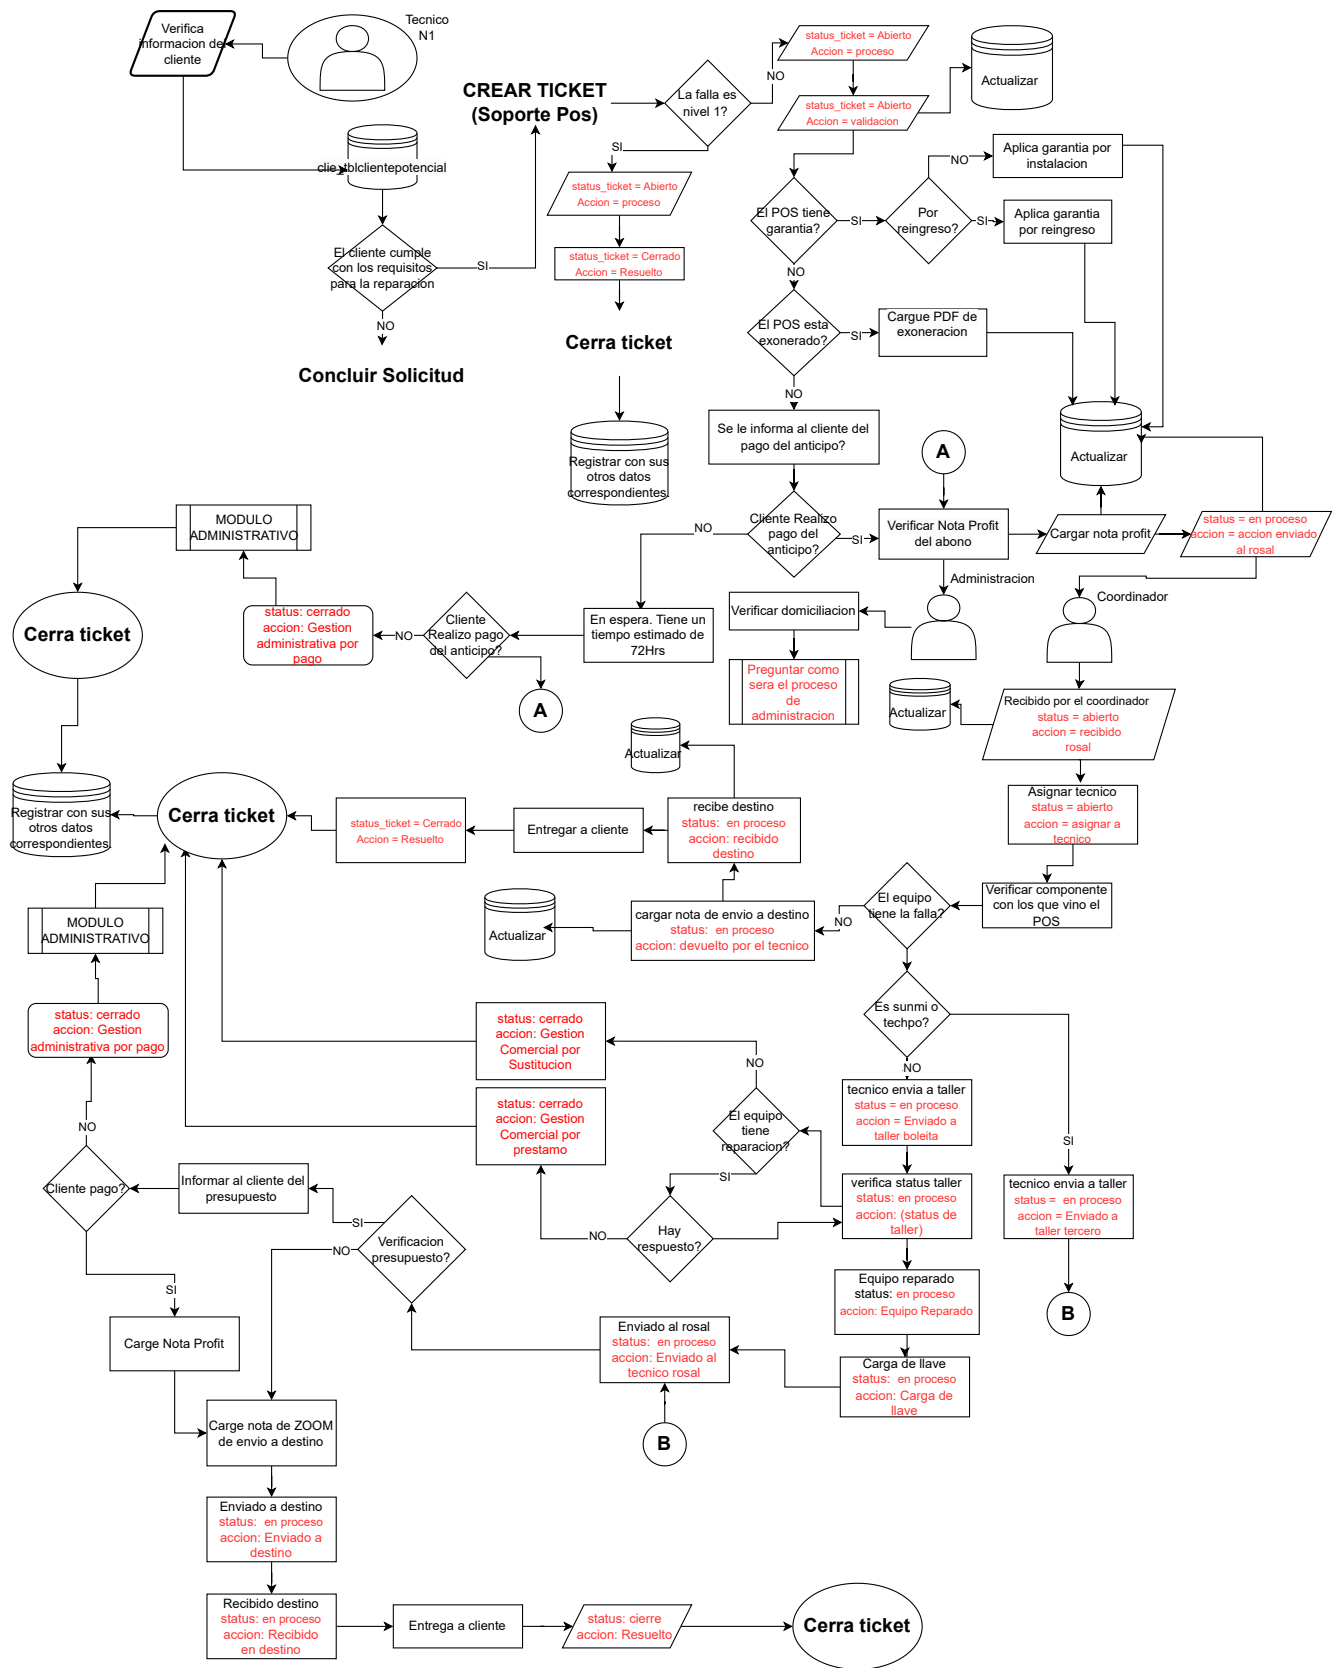 Verifica
informacion del
cliente
Tecnico
N1
clie_tblclientepotencial
El cliente cumple
con los requisitos
para la reparacion
SI
NO
Concluir Solicitud
CREAR TICKET
(Soporte Pos)
La falla es
nivel 1?
NO
SI
status_ticket = Abierto
Accion = proceso
status_ticket = Abierto
Accion = validacion
Actualizar
status_ticket = Abierto
Accion = proceso
status_ticket = Cerrado
Accion = Resuelto
Cerra ticket
Registrar con sus
otros datos
correspondientes.
El POS tiene
garantia?
SI
NO
Por
reingreso?
NO
SI
Aplica garantia por
instalacion
Aplica garantia
por reingreso
El POS esta
exonerado?
SI
NO
Cargue PDF de
exoneracion
Actualizar
Se le informa al cliente del
pago del anticipo?
Cliente Realizo
pago del
anticipo?
NO
SI
A
Verificar Nota Profit
del abono
Cargar nota profit
status = en proceso
accion = accion enviado
al rosal
Administracion
Coordinador
Verificar domiciliacion
Preguntar como
sera el proceso
de
administracion
En espera. Tiene un
tiempo estimado de
72Hrs
Cliente
Realizo pago
del anticipo?
NO
A
status: cerrado
accion: Gestion
administrativa por
pago
MODULO
ADMINISTRATIVO
Cerra ticket
Registrar con sus
otros datos
correspondientes.
Recibido por el coordinador
status = abierto
accion = recibido
rosal
Actualizar
Asignar tecnico
status = abierto
accion = asignar a
tecnico
Verificar componente
con los que vino el
POS
El equipo
tiene la falla?
NO
cargar nota de envio a destino
status: en proceso
accion: devuelto por el tecnico
Actualizar
recibe destino
status: en proceso
accion: recibido
destino
Actualizar
Entregar a cliente
status_ticket = Cerrado
Accion = Resuelto
Cerra ticket
MODULO
ADMINISTRATIVO
status: cerrado
accion: Gestion
administrativa por pago
NO
Es sunmi o
techpo?
NO
SI
tecnico envia a taller
status = en proceso
accion = Enviado a
taller boleita
tecnico envia a taller
status = en proceso
accion = Enviado a
taller tercero
B
verifica status taller
status: en proceso
accion: (status de
taller)
El equipo
tiene
reparacion?
NO
SI
status: cerrado
accion: Gestion
Comercial por
Sustitucion
status: cerrado
accion: Gestion
Comercial por
prestamo
Hay
respuesto?
NO
Equipo reparado
status: en proceso
accion: Equipo Reparado
Carga de llave
status: en proceso
accion: Carga de
llave
Enviado al rosal
status: en proceso
accion: Enviado al
tecnico rosal
B
Verificacion
presupuesto?
SI
NO
Informar al cliente del
presupuesto
Cliente pago?
SI
Carge Nota Profit
Carge nota de ZOOM
de envio a destino
Enviado a destino
status: en proceso
accion: Enviado a
destino
Recibido destino
status: en proceso
accion: Recibido
en destino
Entrega a cliente
status: cierre
accion: Resuelto
Cerra ticket